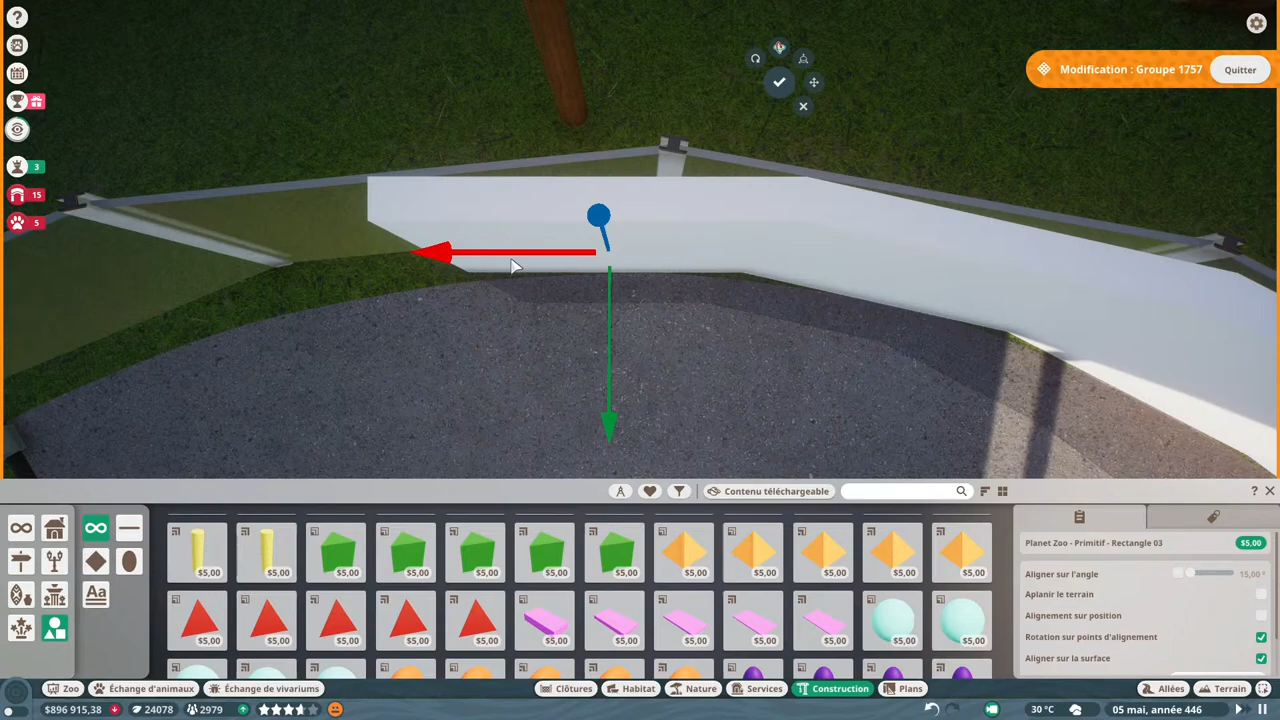 ?
Modification : Groupe 1757
Quitter
3
15
5
Contenu téléchargeable
?
$5,00 $5,00 $5,00 $5,00 $5,00 $5,00 $5,00 $5,00 $5,00 $5,00 $5,00 $5,00
$5,00 $5,00 $5,00 $5,00 $5,00 $5,00 $5,00 $5,00 $5,00 $5,00 $5,00 $5,00
Aa
Planet Zoo - Primitif - Rectangle 03
$5,00
Aligner sur l'angle
15,00 °
Aplanir le terrain
Alignement sur position
Rotation sur points d'alignement
Aligner sur la surface
Zoo
Échange d'animaux
Échange de vivariums
Clôtures
Habitat
Nature
Services
Construction
Plans
Allées
Terrain
$896 915,38
24078
2979
30 °C
05 mai, année 446